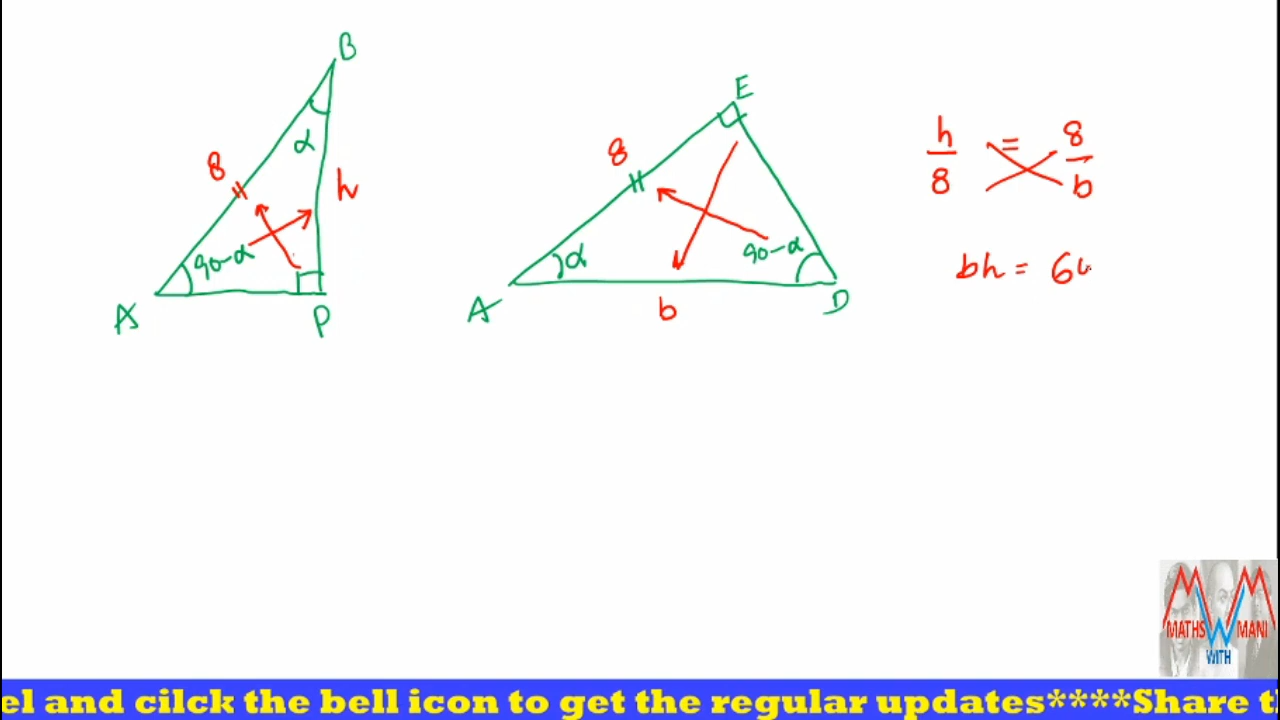 B
α
8
h
90-α
A
P
E
8
α
90-α
A
b
D
h/8 = 8/b
bh = 64
MATHS WITH MANI
el and cilck the bell icon to get the regular updates****Share t